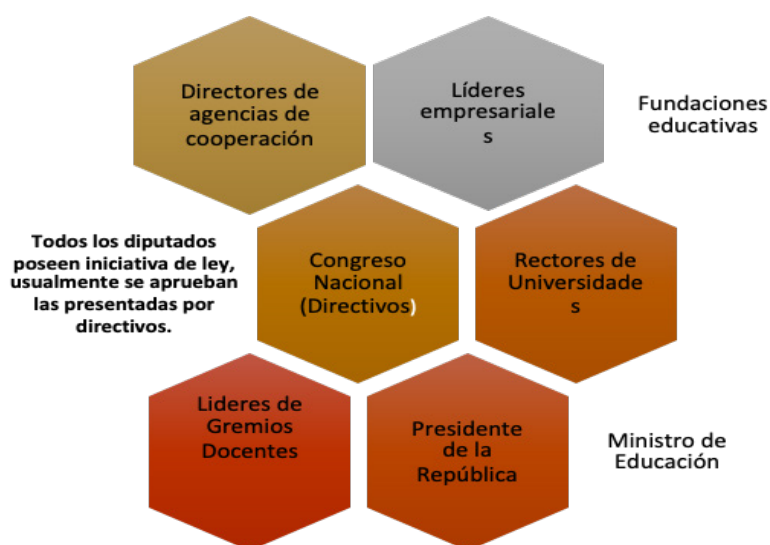 Directores de
agencias de
cooperación
Líderes
empresariale
s
Fundaciones
educativas
Todos los diputados
poseen iniciativa de ley,
usualmente se aprueban
las presentadas por
directivos.
Congreso
Nacional
(Directivos)
Rectores de
Universidade
s
Lideres de
Gremios
Docentes
Presidente
de la
República
Ministro de
Educación